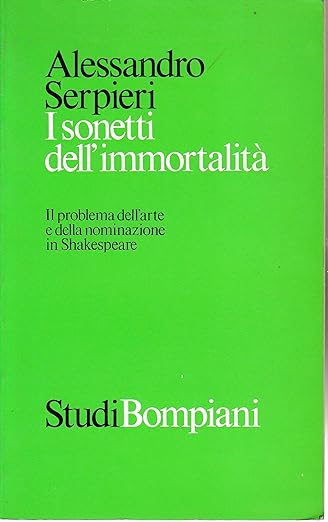 Alessandro
Serpieri
I sonetti
dell'immortalità
Il problema dell'arte
e della nominazione
in Shakespeare
StudiBompiani